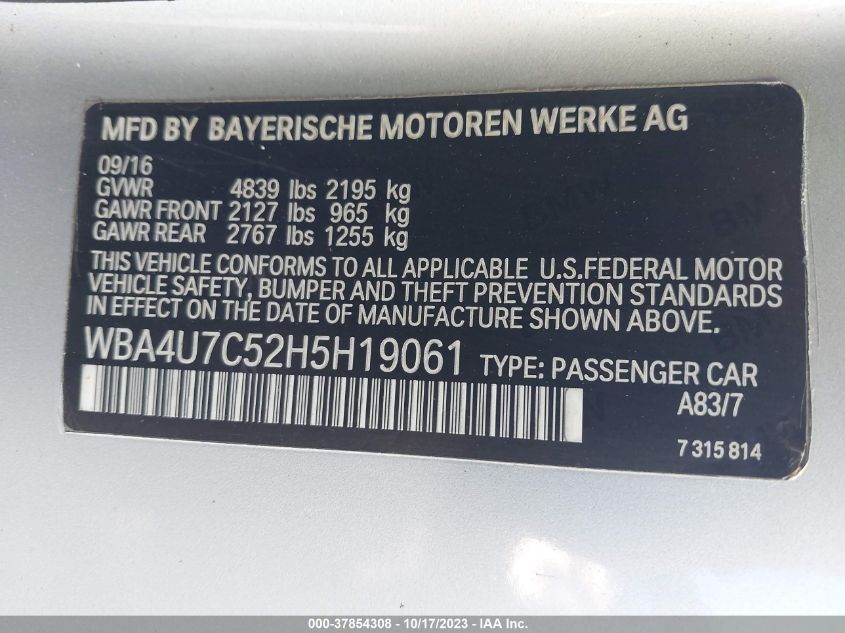 MFD BY BAYERISCHE MOTOREN WERKE AG
09/16
GVWR 4839 lbs 2195 kg
GAWR FRONT 2127 lbs 965 kg
GAWR REAR 2767 lbs 1255 kg
THIS VEHICLE CONFORMS TO ALL APPLICABLE U.S.FEDERAL MOTOR
VEHICLE SAFETY, BUMPER AND THEFT PREVENTION STANDARDS
IN EFFECT ON THE DATE OF MANUFACTURE SHOWN ABOVE.
WBA4U7C52H5H19061 TYPE: PASSENGER CAR
A83/7
7 315 814
000-37854308 - 10/17/2023 - IAA Inc.